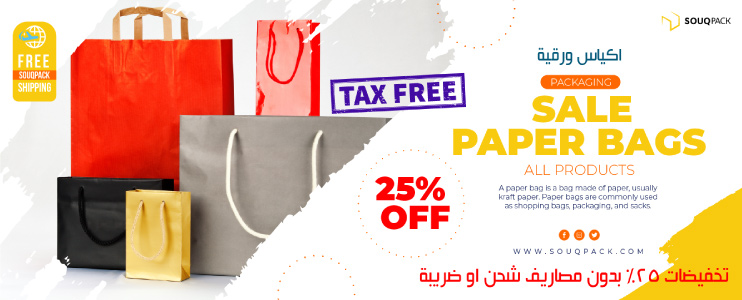 FREE
SOUQPACK
SHIPPING
TAX FREE
25%
OFF
SOUQPACK
اكياس ورقية
PACKAGING
SALE
PAPER BAGS
ALL PRODUCTS
A paper bag is a bag made of paper, usually
kraft paper. Paper bags are commonly used
as shopping bags, packaging, and sacks.
WWW.SOUQPACK.COM
تخفيضات ٢٥٪ بدون مصاريف شحن او ضريبة